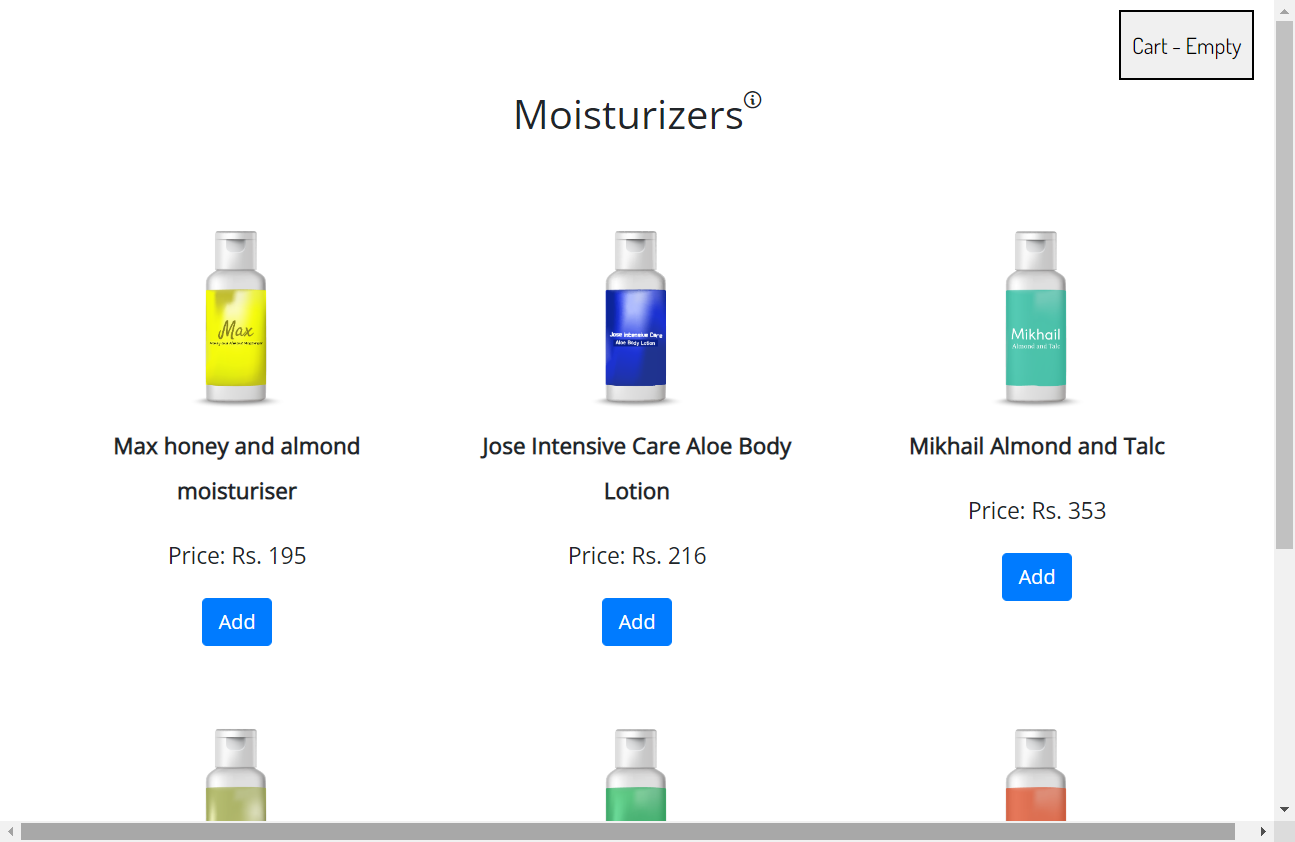 Cart - Empty
Moisturizers
Max
Jose Intensive Care
Aloe Body Lotion
Mikhail
Almond and Talc
Max honey and almond
moisturiser
Jose Intensive Care Aloe Body
Lotion
Mikhail Almond and Talc
Price: Rs. 195
Price: Rs. 216
Price: Rs. 353
Add
Add
Add